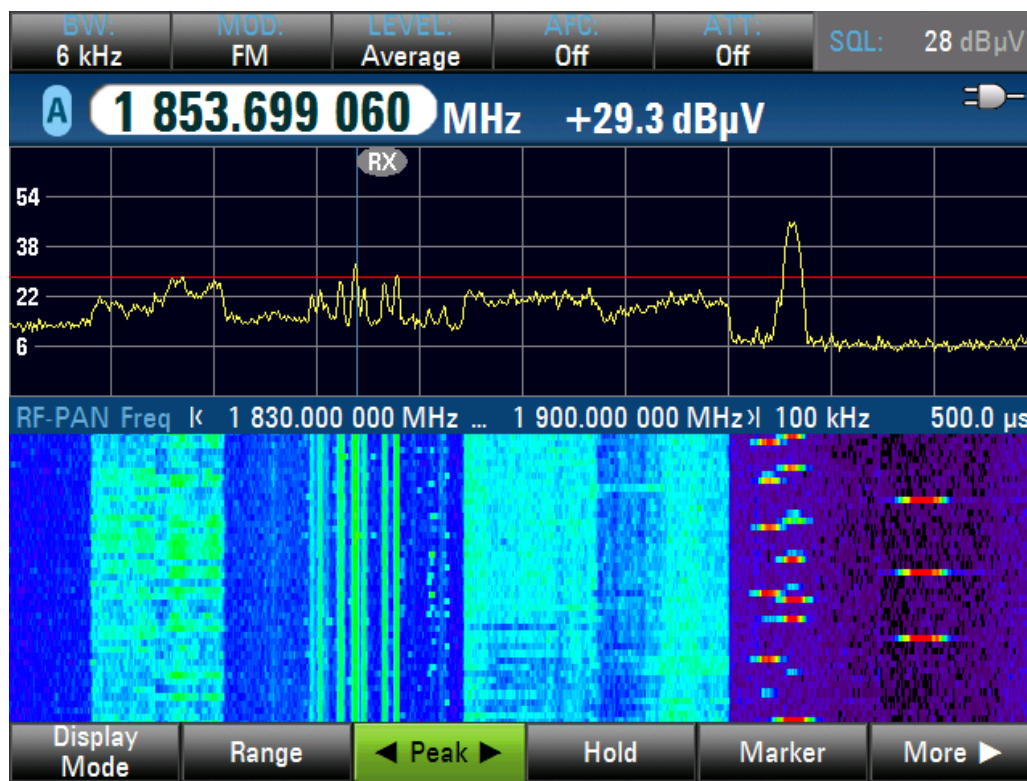 BW: MOD: LEVEL: AFC: ATT: SQL: 28 dBµV
6 kHz FM Average Off Off
A 1 853.699 060 MHz +29.3 dBµV
RX
54
38
22
6
RF-PAN Freq 1 830.000 000 MHz ... 1 900.000 000 MHz 100 kHz 500.0 µs
Display Mode Range ◄ Peak ► Hold Marker More ►